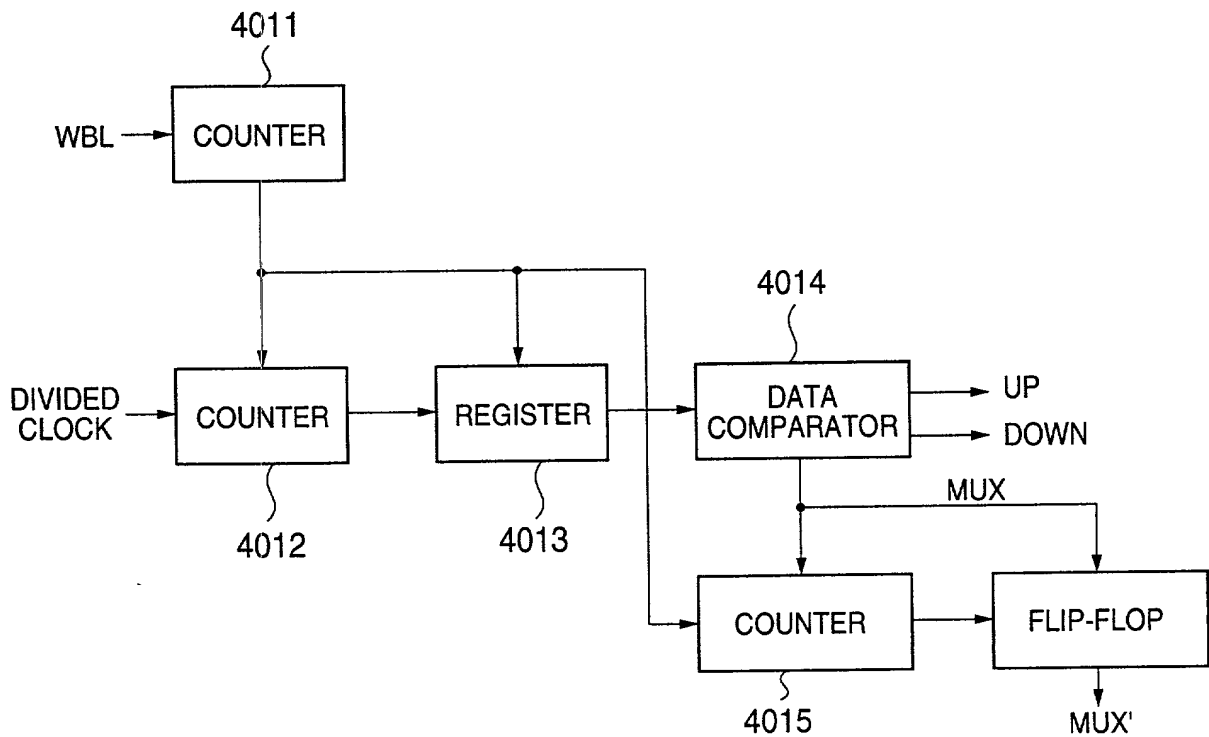 4011
WBL
COUNTER
4014
DIVIDED
CLOCK
COUNTER
REGISTER
DATA
COMPARATOR
UP
DOWN
MUX
4012
4013
COUNTER
FLIP-FLOP
4015
MUX'